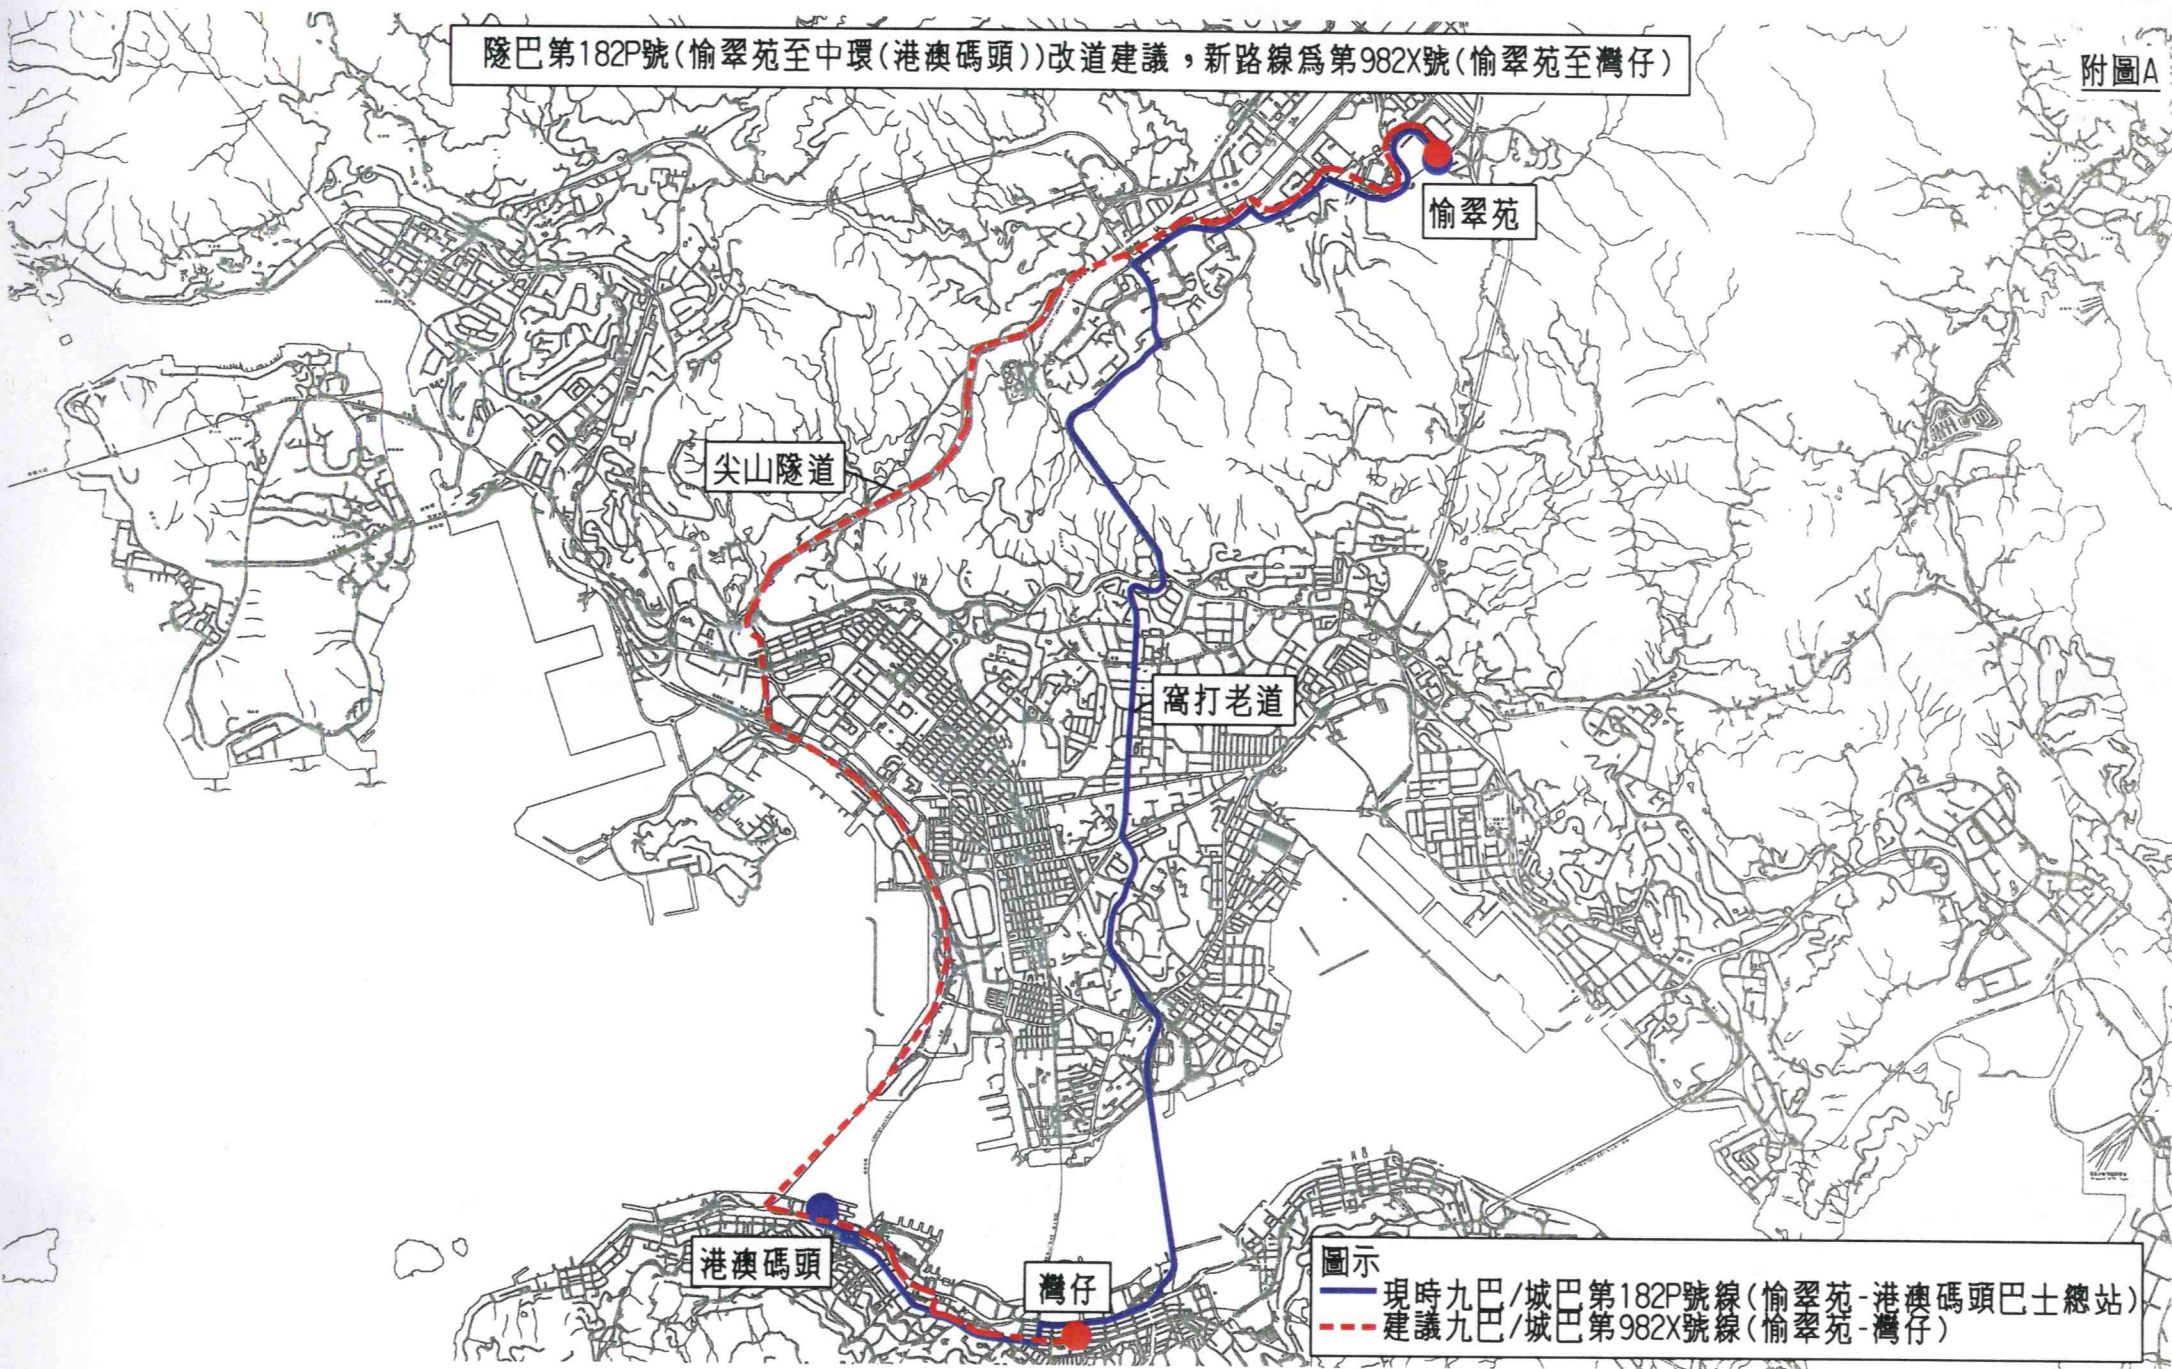 隧巴第182P號(愉翠苑至中環(港澳碼頭))改道建議，新路線為第982X號(愉翠苑至灣仔)
附圖A
愉翠苑
尖山隧道
窩打老道
港澳碼頭
灣仔
圖示
現時九巴/城巴第182P號線(愉翠苑-港澳碼頭巴士總站)
建議九巴/城巴第982X號線(愉翠苑-灣仔)